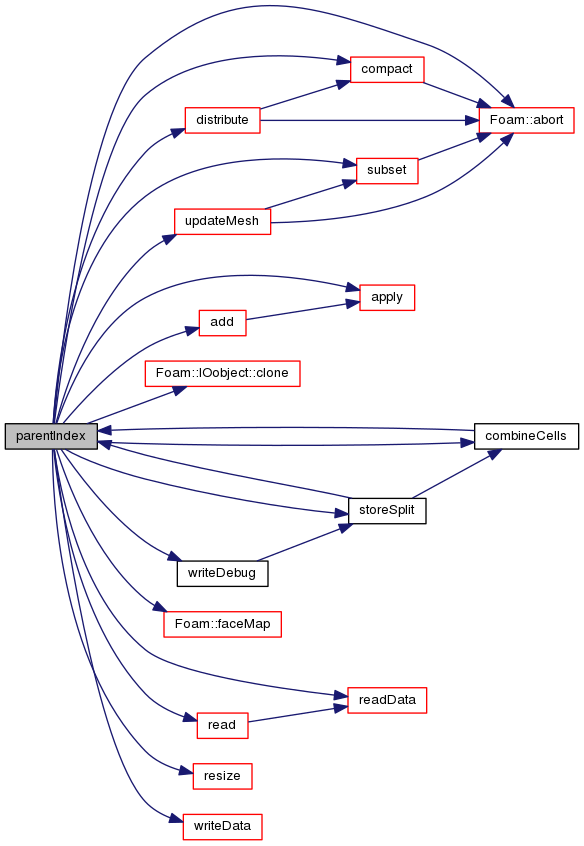 compact
distribute
Foam::abort
subset
updateMesh
apply
add
Foam::IOobject::clone
parentIndex
combineCells
storeSplit
writeDebug
Foam::faceMap
readData
read
resize
writeData